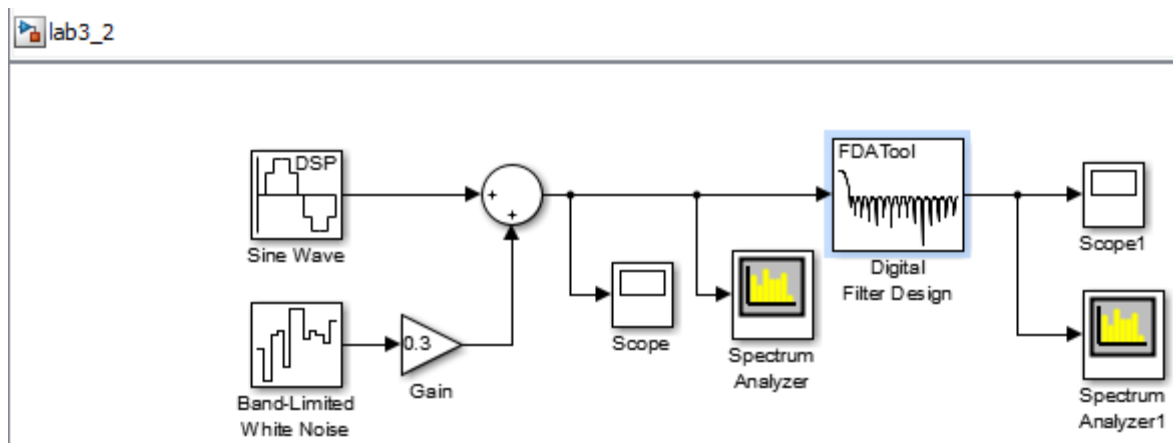 lab3_2
DSP
Sine Wave
+
+
FDATool
Digital
Filter Design
Scope1
Scope
Spectrum
Analyzer
0.3
Gain
Band-Limited
White Noise
Spectrum
Analyzer1